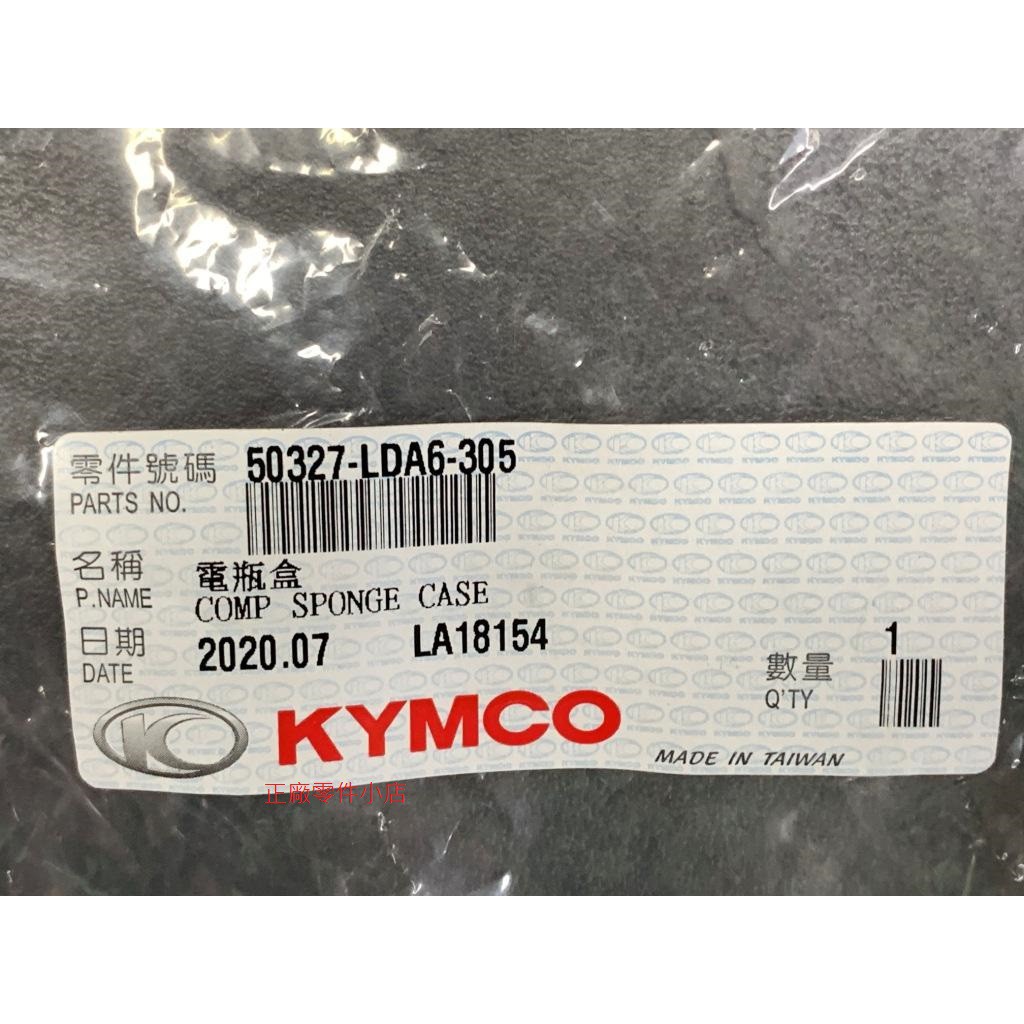 零件號碼 50327-LDA6-305
PARTS NO.
名稱 電瓶盒
P.NAME COMP SPONGE CASE
日期 2020.07 LA18154
DATE
數量 1
Q'TY
KYMCO
MADE IN TAIWAN
正廠零件小店